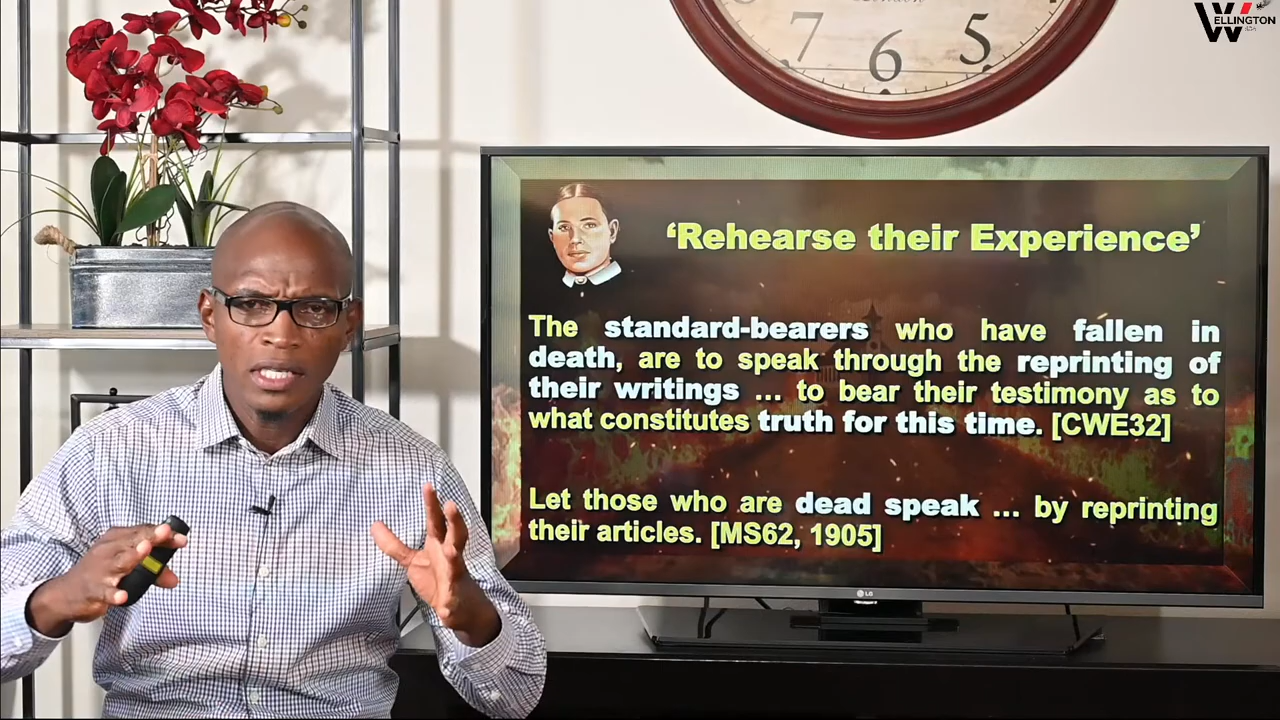 WELLINGTON
London
7 6 5
'Rehearse their Experience'
The standard-bearers who have fallen in
death, are to speak through the reprinting of
their writings ... to bear their testimony as to
what constitutes truth for this time. [CWE32]
Let those who are dead speak ... by reprinting
their articles. [MS62, 1905]
LG